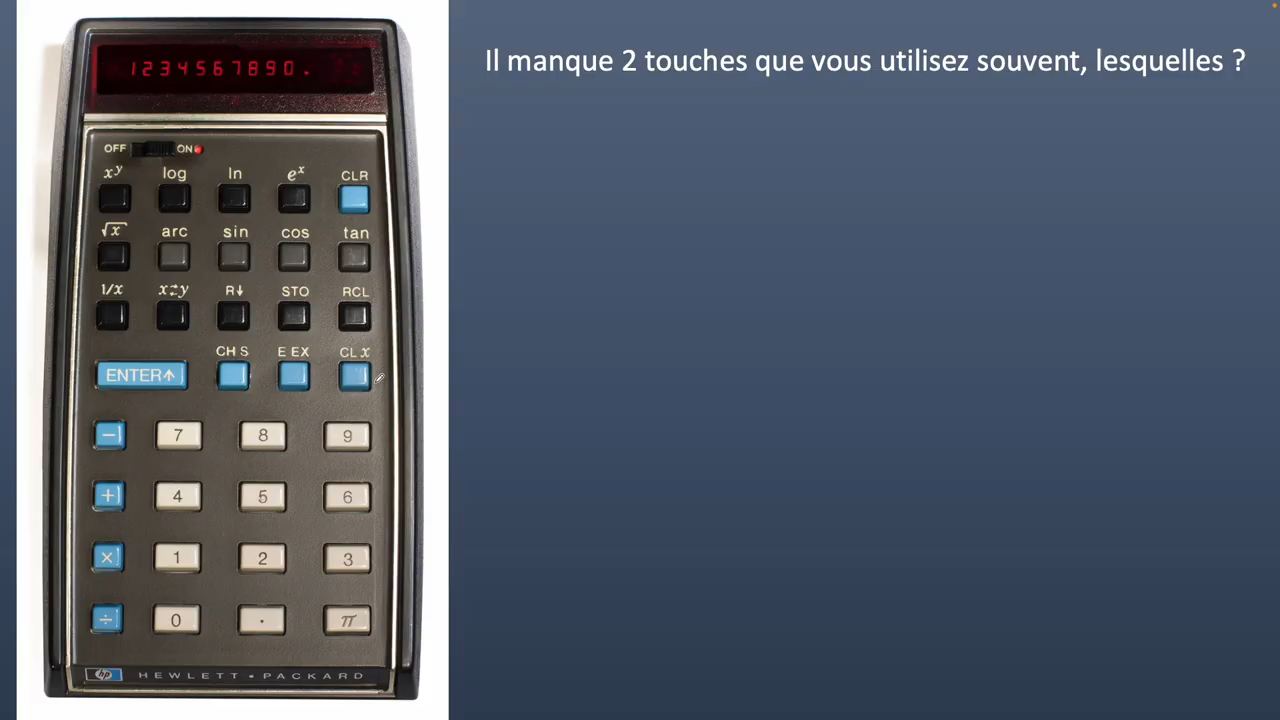 Il manque 2 touches que vous utilisez souvent, lesquelles ?
1234567890.
OFF ON
xʸ log ln eˣ CLR
√x arc sin cos tan
1/x x⇄y R↓ STO RCL
CH S E EX CL x
ENTER↑
− 7 8 9
+ 4 5 6
× 1 2 3
÷ 0 . π
hp HEWLETT • PACKARD